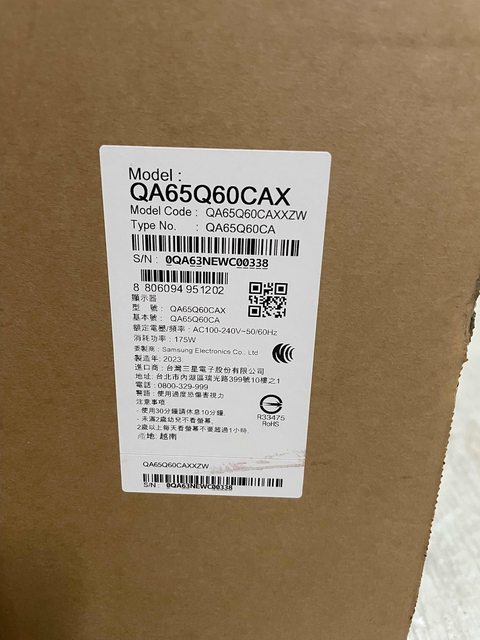 Model :
QA65Q60CAX
Model Code : QA65Q60CAXXZW
Type No. : QA65Q60CA
S/N : 0QA63NEWC00338
8 806094 951202
顯示器
型 號 : QA65Q60CAX
基本號 : QA65Q60CA
額定電壓/頻率 : AC100-240V~50/60Hz
消耗功率 : 175W
委製商 : Samsung Electronics Co., Ltd
製造年: 2023
進口商 : 台灣三星電子股份有限公司
地址: 台北市內湖區瑞光路399號10樓之1
電話 : 0800-329-999
警語: 使用過度恐傷害視力
注意事項
· 使用30分鐘請休息10分鐘.
· 未滿2歲幼兒不看螢幕.
2歲以上每天看螢幕不要超過1小時.
產地: 越南
R33475
RoHS
QA65Q60CAXXZW
S/N : 0QA63NEWC00338